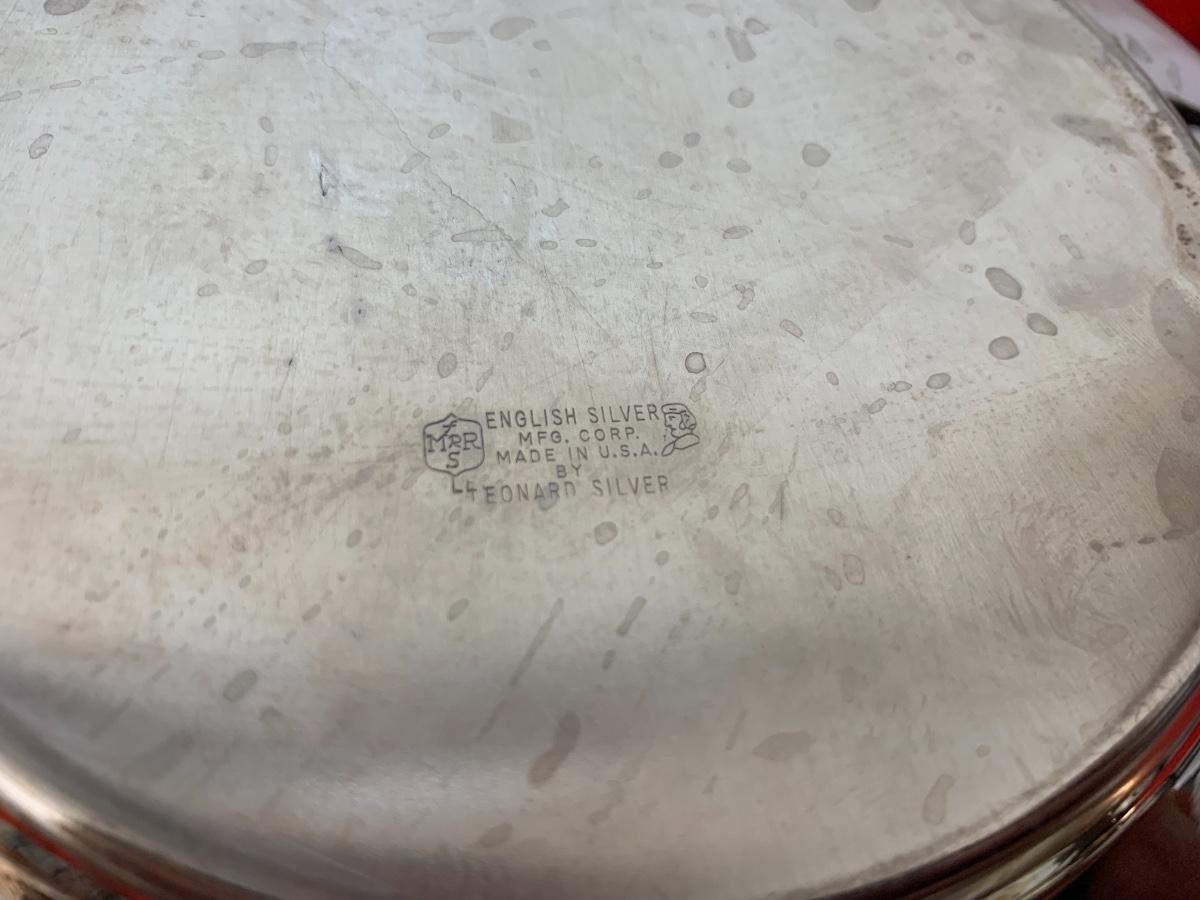 ENGLISH SILVER
MFG. CORP.
MADE IN U.S.A.
BY
LEONARD SILVER